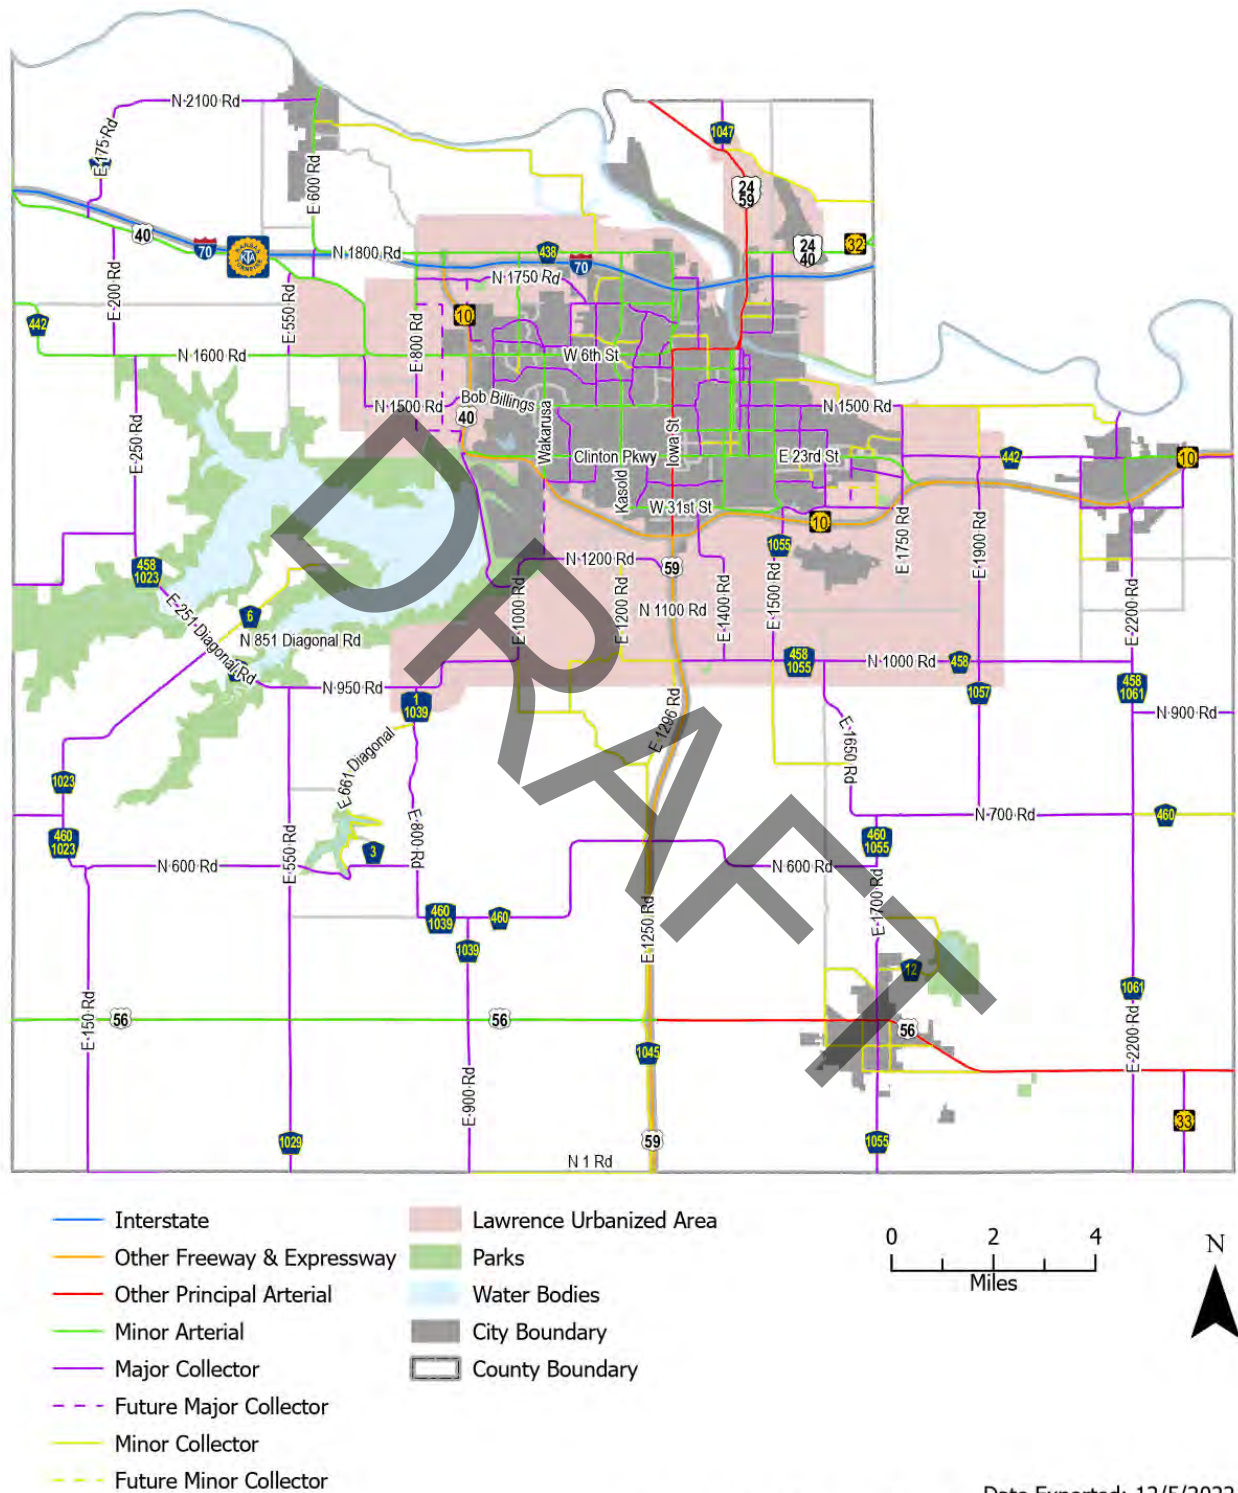 N 2100 Rd
1047
E 175 Rd
E 600 Rd
24
59
40
70
KANSAS
KTA
TURNPIKE
N 1800 Rd
438
70
24
40
32
N 1750 Rd
E 200 Rd
E 550 Rd
10
442
E 800 Rd
N 1600 Rd
W 6th St
Bob Billings
N 1500 Rd
40
N 1500 Rd
Wakarusa
Iowa St
E 250 Rd
Clinton Pkwy
E 23rd St
442
10
Kasold
W 31st St
10
E 1750 Rd
E 1900 Rd
1055
N 1200 Rd
59
458
1023
E 1000 Rd
E 1200 Rd
N 1100 Rd
E 1400 Rd
E 1500 Rd
E 2200 Rd
6
E 251 Diagonal Rd
N 851 Diagonal Rd
458
1055
N 1000 Rd
458
N 950 Rd
1
1039
1057
458
1061
N 900 Rd
E 1296 Rd
E 1650 Rd
E 661 Diagonal
1023
460
1023
E 550 Rd
E 800 Rd
N 700 Rd
460
3
460
1055
N 600 Rd
N 600 Rd
E 1700 Rd
460
1039
460
E 1250 Rd
1039
12
1061
E 150 Rd
56
56
56
1045
E 2200 Rd
E 900 Rd
33
1029
59
1055
N 1 Rd
DRAFT
Interstate
Other Freeway & Expressway
Other Principal Arterial
Minor Arterial
Major Collector
Future Major Collector
Minor Collector
Future Minor Collector
Lawrence Urbanized Area
Parks
Water Bodies
City Boundary
County Boundary
0 2 4
Miles
N